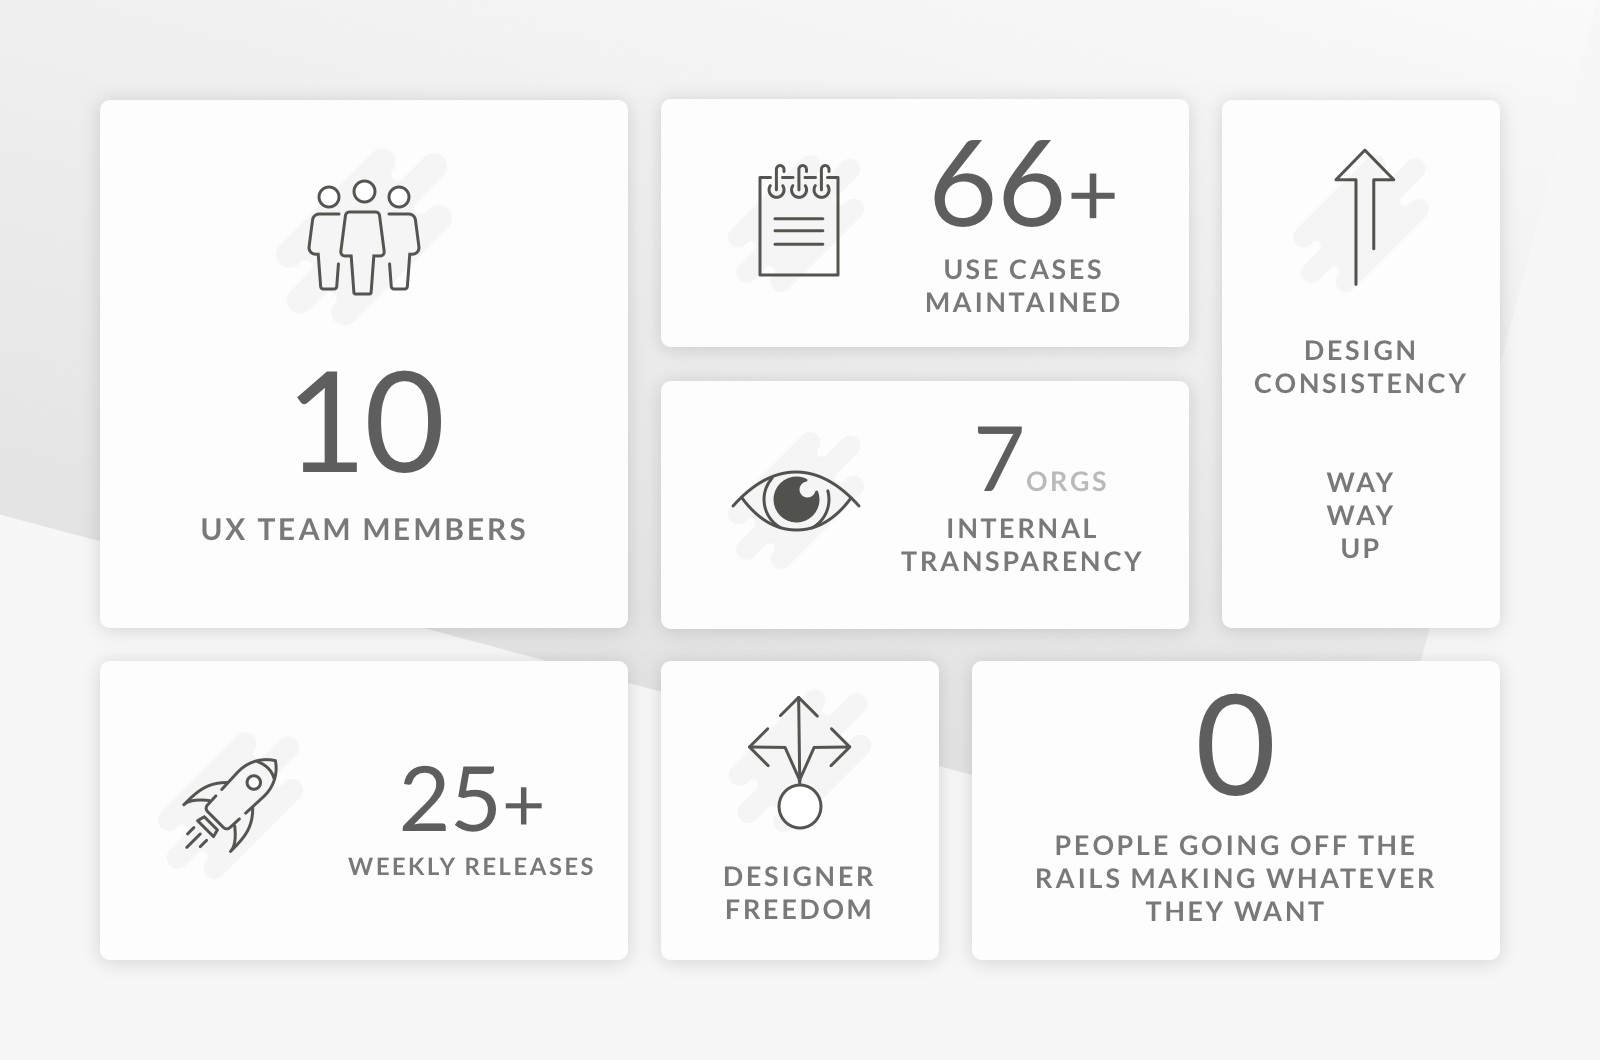 10
UX TEAM MEMBERS
66+
USE CASES
MAINTAINED
7 ORGS
INTERNAL
TRANSPARENCY
DESIGN
CONSISTENCY
WAY
WAY
UP
25+
WEEKLY RELEASES
DESIGNER
FREEDOM
0
PEOPLE GOING OFF THE
RAILS MAKING WHATEVER
THEY WANT